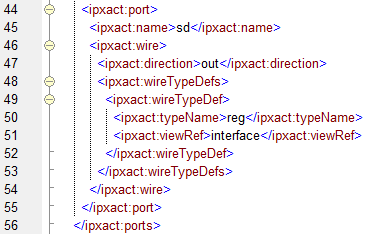 44 <ipxact:port>
45 <ipxact:name>sd</ipxact:name>
46 <ipxact:wire>
47 <ipxact:direction>out</ipxact:direction>
48 <ipxact:wireTypeDefs>
49 <ipxact:wireTypeDef>
50 <ipxact:typeName>reg</ipxact:typeName>
51 <ipxact:viewRef>interface</ipxact:viewRef>
52 </ipxact:wireTypeDef>
53 </ipxact:wireTypeDefs>
54 </ipxact:wire>
55 </ipxact:port>
56 </ipxact:ports>